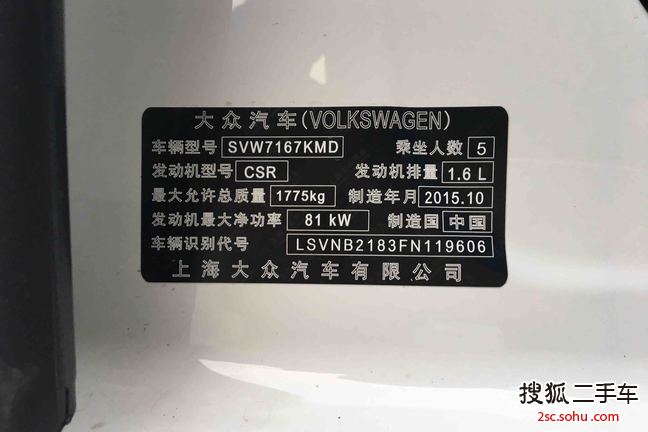 大众汽车(VOLKSWAGEN)
车辆型号 SVW7167KMD 乘坐人数 5
发动机型号 CSR 发动机排量 1.6 L
最大允许总质量 1775kg 制造年月 2015.10
发动机最大净功率 81 kW 制造国 中国
车辆识别代号 LSVNB2183FN119606
上海大众汽车有限公司
搜狐 二手车
2sc.sohu.com